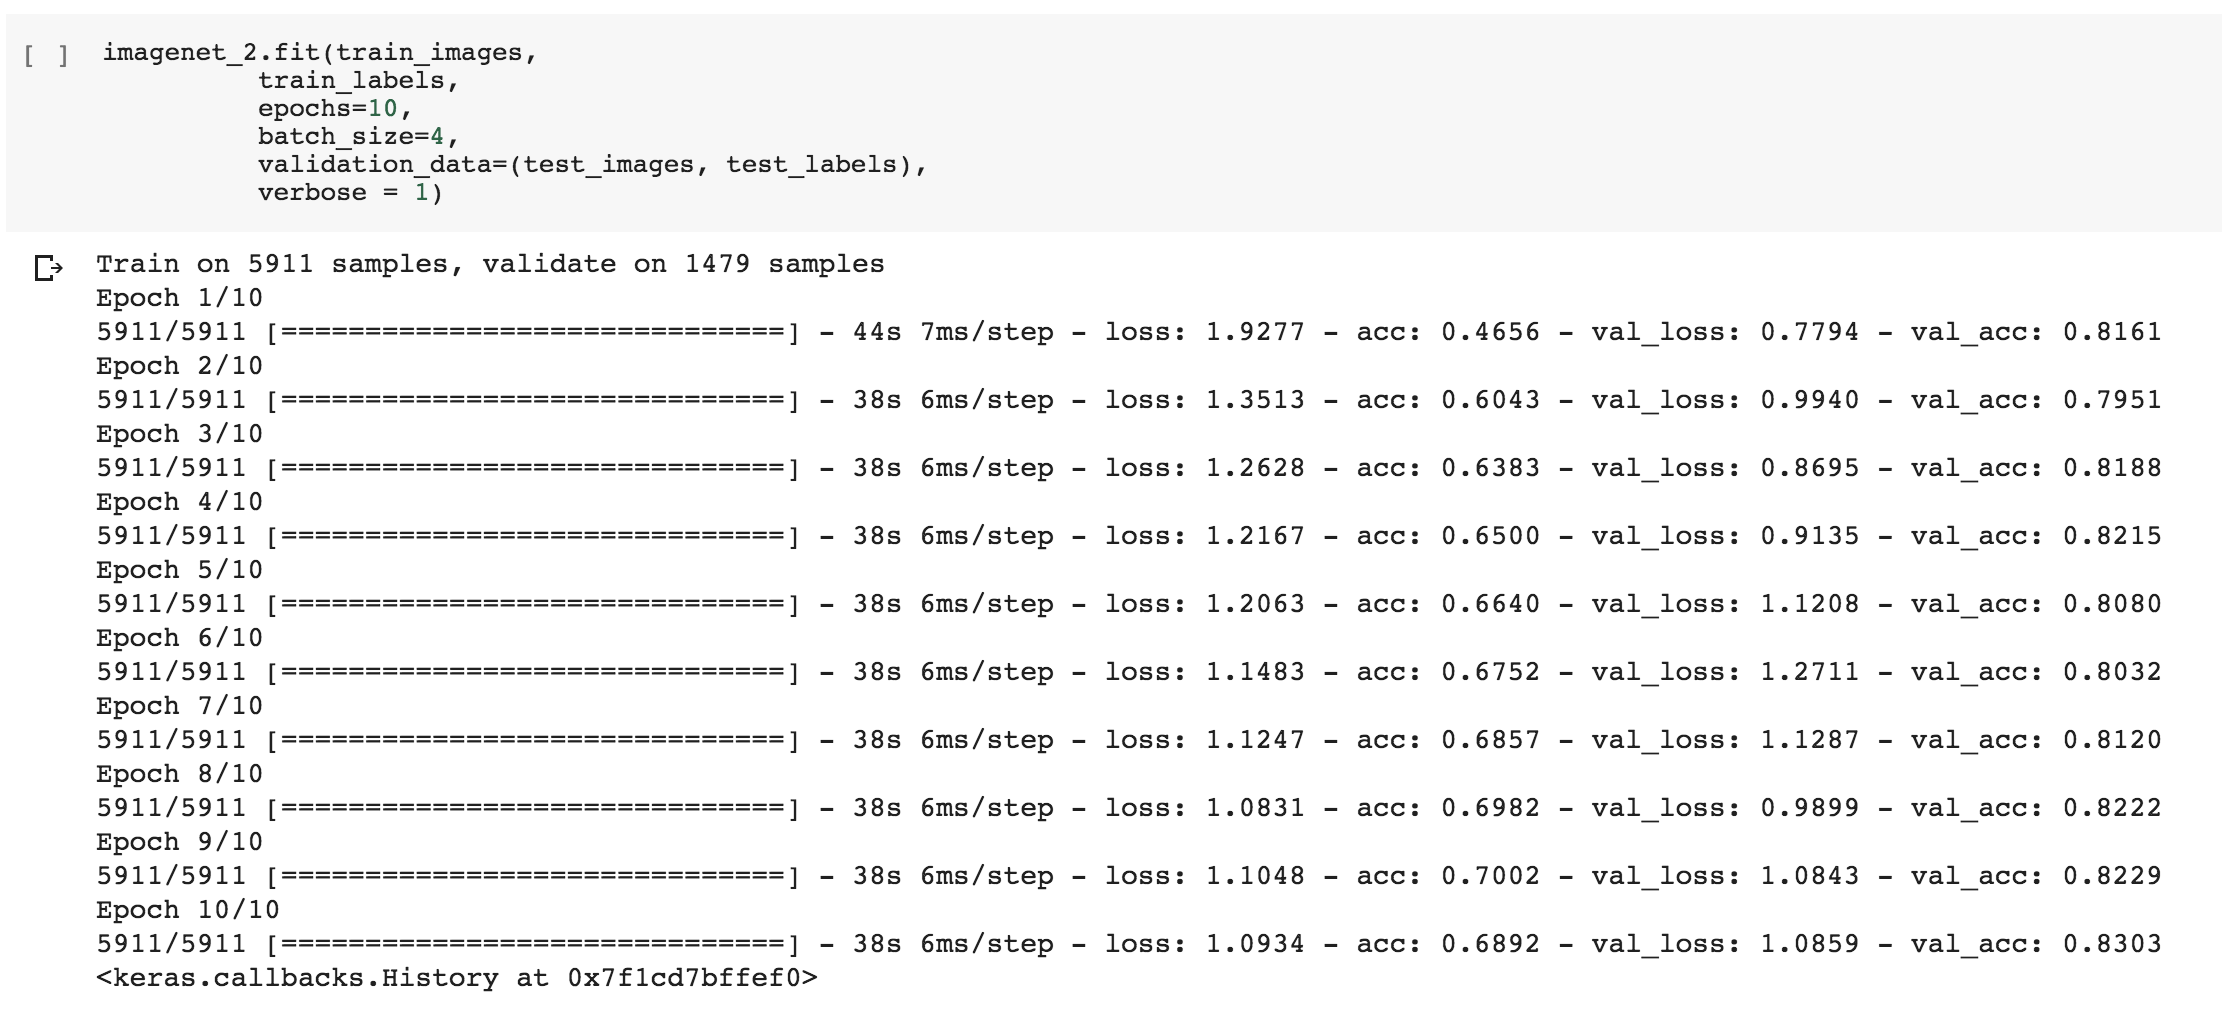 [ ] imagenet_2.fit(train_images,
train_labels,
epochs=10,
batch_size=4,
validation_data=(test_images, test_labels),
verbose = 1)
Train on 5911 samples, validate on 1479 samples
Epoch 1/10
5911/5911 [==============================] - 44s 7ms/step - loss: 1.9277 - acc: 0.4656 - val_loss: 0.7794 - val_acc: 0.8161
Epoch 2/10
5911/5911 [==============================] - 38s 6ms/step - loss: 1.3513 - acc: 0.6043 - val_loss: 0.9940 - val_acc: 0.7951
Epoch 3/10
5911/5911 [==============================] - 38s 6ms/step - loss: 1.2628 - acc: 0.6383 - val_loss: 0.8695 - val_acc: 0.8188
Epoch 4/10
5911/5911 [==============================] - 38s 6ms/step - loss: 1.2167 - acc: 0.6500 - val_loss: 0.9135 - val_acc: 0.8215
Epoch 5/10
5911/5911 [==============================] - 38s 6ms/step - loss: 1.2063 - acc: 0.6640 - val_loss: 1.1208 - val_acc: 0.8080
Epoch 6/10
5911/5911 [==============================] - 38s 6ms/step - loss: 1.1483 - acc: 0.6752 - val_loss: 1.2711 - val_acc: 0.8032
Epoch 7/10
5911/5911 [==============================] - 38s 6ms/step - loss: 1.1247 - acc: 0.6857 - val_loss: 1.1287 - val_acc: 0.8120
Epoch 8/10
5911/5911 [==============================] - 38s 6ms/step - loss: 1.0831 - acc: 0.6982 - val_loss: 0.9899 - val_acc: 0.8222
Epoch 9/10
5911/5911 [==============================] - 38s 6ms/step - loss: 1.1048 - acc: 0.7002 - val_loss: 1.0843 - val_acc: 0.8229
Epoch 10/10
5911/5911 [==============================] - 38s 6ms/step - loss: 1.0934 - acc: 0.6892 - val_loss: 1.0859 - val_acc: 0.8303
<keras.callbacks.History at 0x7f1cd7bffef0>